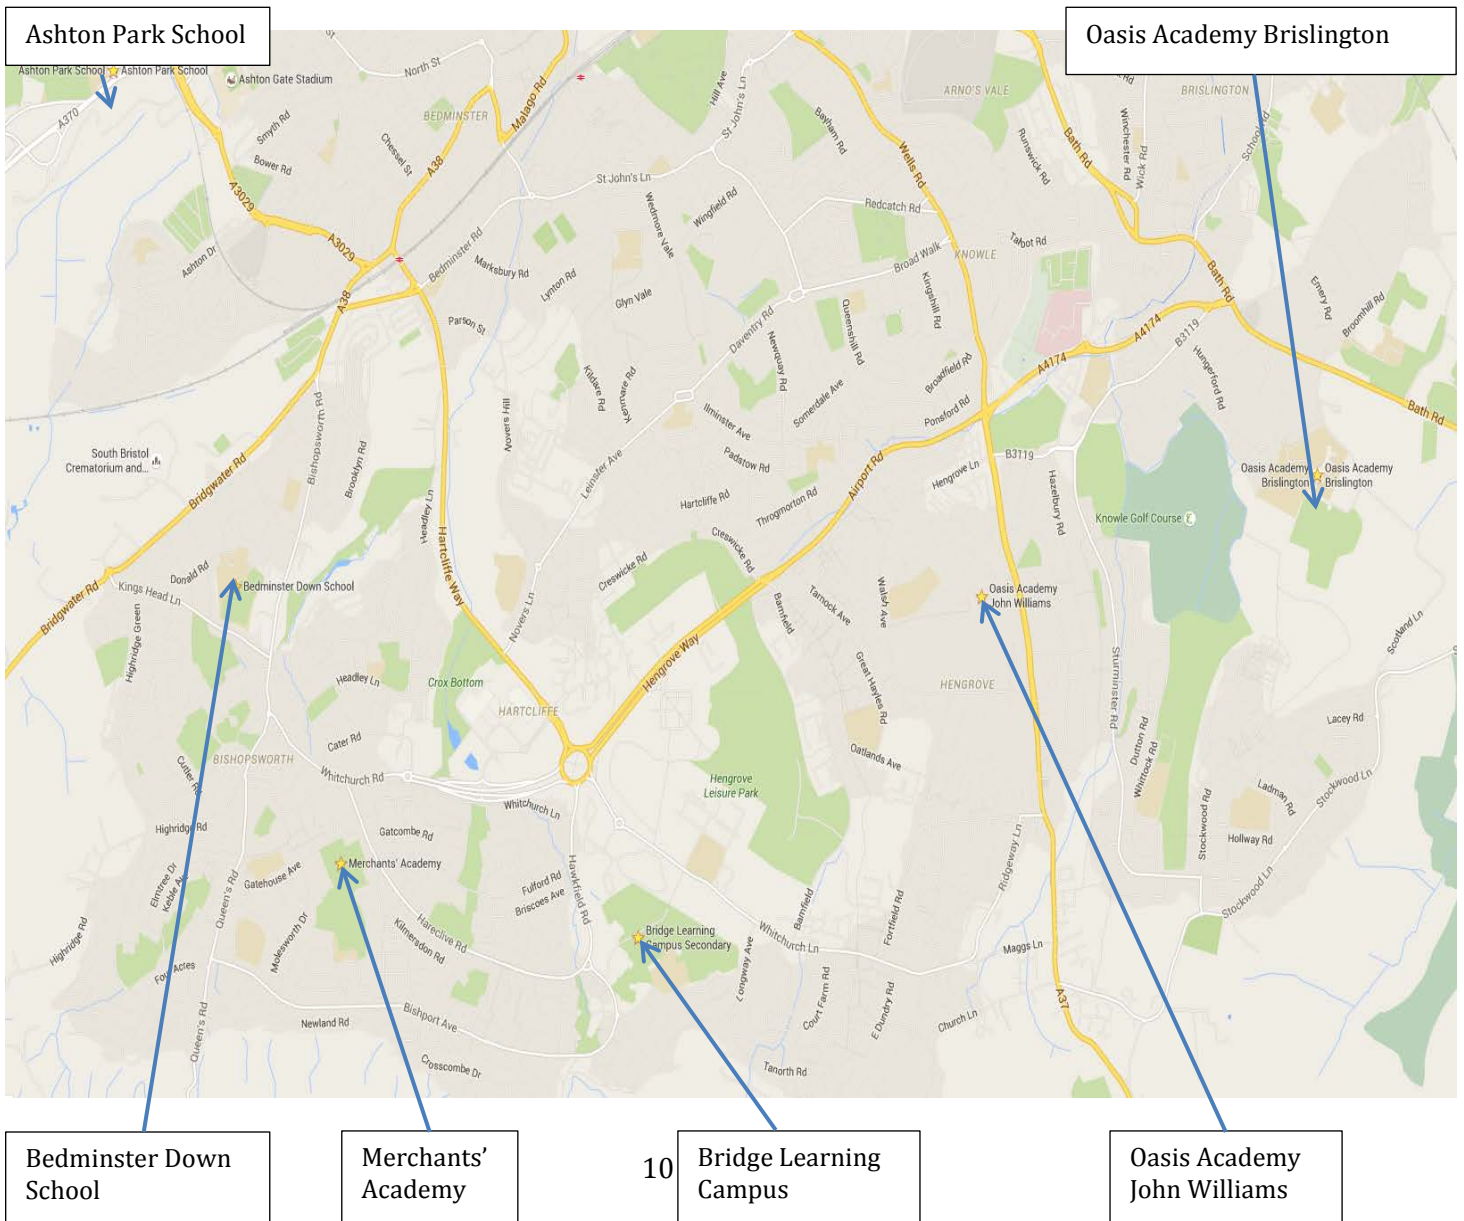 Ashton Park School
Oasis Academy Brislington
Ashton Park School
Ashton Park School
Ashton Gate Stadium
North St
Malago Rd
BEDMINSTER
A370
Smyth Rd
Bower Rd
Chessel St
A38
A3029
St John's Ln
St John's Ln
Hill Ave
Bayham Rd
Wells Rd
ARNO'S VALE
Runswick Rd
Bath Rd
Winchester Rd
Wick Rd
BRISLINGTON
School Rd
Wedmore Vale
Wingfield Rd
Redcatch Rd
Broad Walk
KNOWLE
Talbot Rd
Ashton Dr
A3029
A38
Bedminster Rd
Marksbury Rd
Lynton Rd
Glyn Vale
Parson St
Daventry Rd
Newquay Rd
Queenshill Rd
Kingshill Rd
Broadfield Rd
A4174
A4174
B3119
Bath Rd
Emery Rd
Broomhill Rd
Hungerford Rd
Bath Rd
Kildare Rd
Kenmare Rd
Novers Hill
Ilminster Ave
Somerdale Ave
Ponsford Rd
Padstow Rd
Leinster Ave
Airport Rd
Hengrove Ln
B3119
Hazelbury Rd
South Bristol
Crematorium and...
Bridgwater Rd
Bishopsworth Rd
Brooklyn Rd
Headley Ln
Hartcliffe Way
Hartcliffe Rd
Throgmorton Rd
Creswicke Rd
Creswicke Rd
Knowle Golf Course
Oasis Academy
Brislington
Oasis Academy
Brislington
Donald Rd
Kings Head Ln
Bedminster Down School
Bridgwater Rd
Highridge Green
Novers Ln
Barnfield
Tarnock Ave
Walsh Ave
Oasis Academy
John Williams
Scotland Ln
Headley Ln
Crox Bottom
HARTCLIFFE
Hengrove Way
Great Hayles Rd
HENGROVE
Sturminster Rd
Lacey Rd
Cater Rd
BISHOPSWORTH
Whitchurch Rd
Cutler Rd
Oatlands Ave
Hengrove
Leisure Park
Dutton Rd
Whittock Rd
Stockwood Ln
Ladman Rd
Stockwood Rd
Hollway Rd
Highridge Rd
Gatcombe Rd
Whitchurch Ln
Merchants' Academy
Elmtree Dr
Gatehouse Ave
Queen's Rd
Fulford Rd
Briscoes Ave
Hawkfield Rd
Ridgeway Ln
Stockwood Ln
Highridge Rd
Four Acres
Molesworth Dr
Hareclive Rd
Kilmersdon Rd
Bridge Learning
Campus Secondary
Longway Ave
Barnfield
Whitchurch Ln
Fortfield Rd
Maggs Ln
A37
Court Farm Rd
E Dundry Rd
Church Ln
Newland Rd
Bishport Ave
Queen's Rd
Crosscombe Dr
Tanorth Rd
Bedminster Down
School
Merchants'
Academy
10
Bridge Learning
Campus
Oasis Academy
John Williams